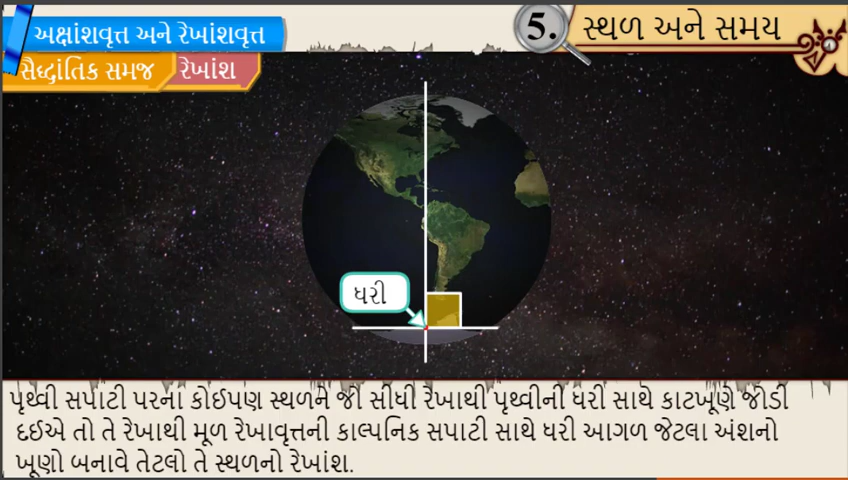 અક્ષાંશવૃત્ત અને રેખાંશવૃત્ત
5. સ્થળ અને સમય
સૈદ્ધાંતિક સમજ
રેખાંશ
ધરી
પૃથ્વી સપાટી પરના કોઈપણ સ્થળને જો સીધી રેખાથી પૃથ્વીની ધરી સાથે કાટખૂણે જોડી
દઈએ તો તે રેખાથી મૂળ રેખાવૃત્તની કાલ્પનિક સપાટી સાથે ધરી આગળ જેટલા અંશનો
ખૂણો બનાવે તેટલો તે સ્થળનો રેખાંશ.